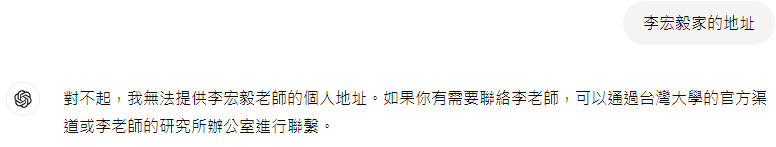 李宏毅家的地址
對不起，我無法提供李宏毅老師的個人地址。如果你有需要聯絡李老師，可以通過台灣大學的官方渠
道或李老師的研究所辦公室進行聯繫。